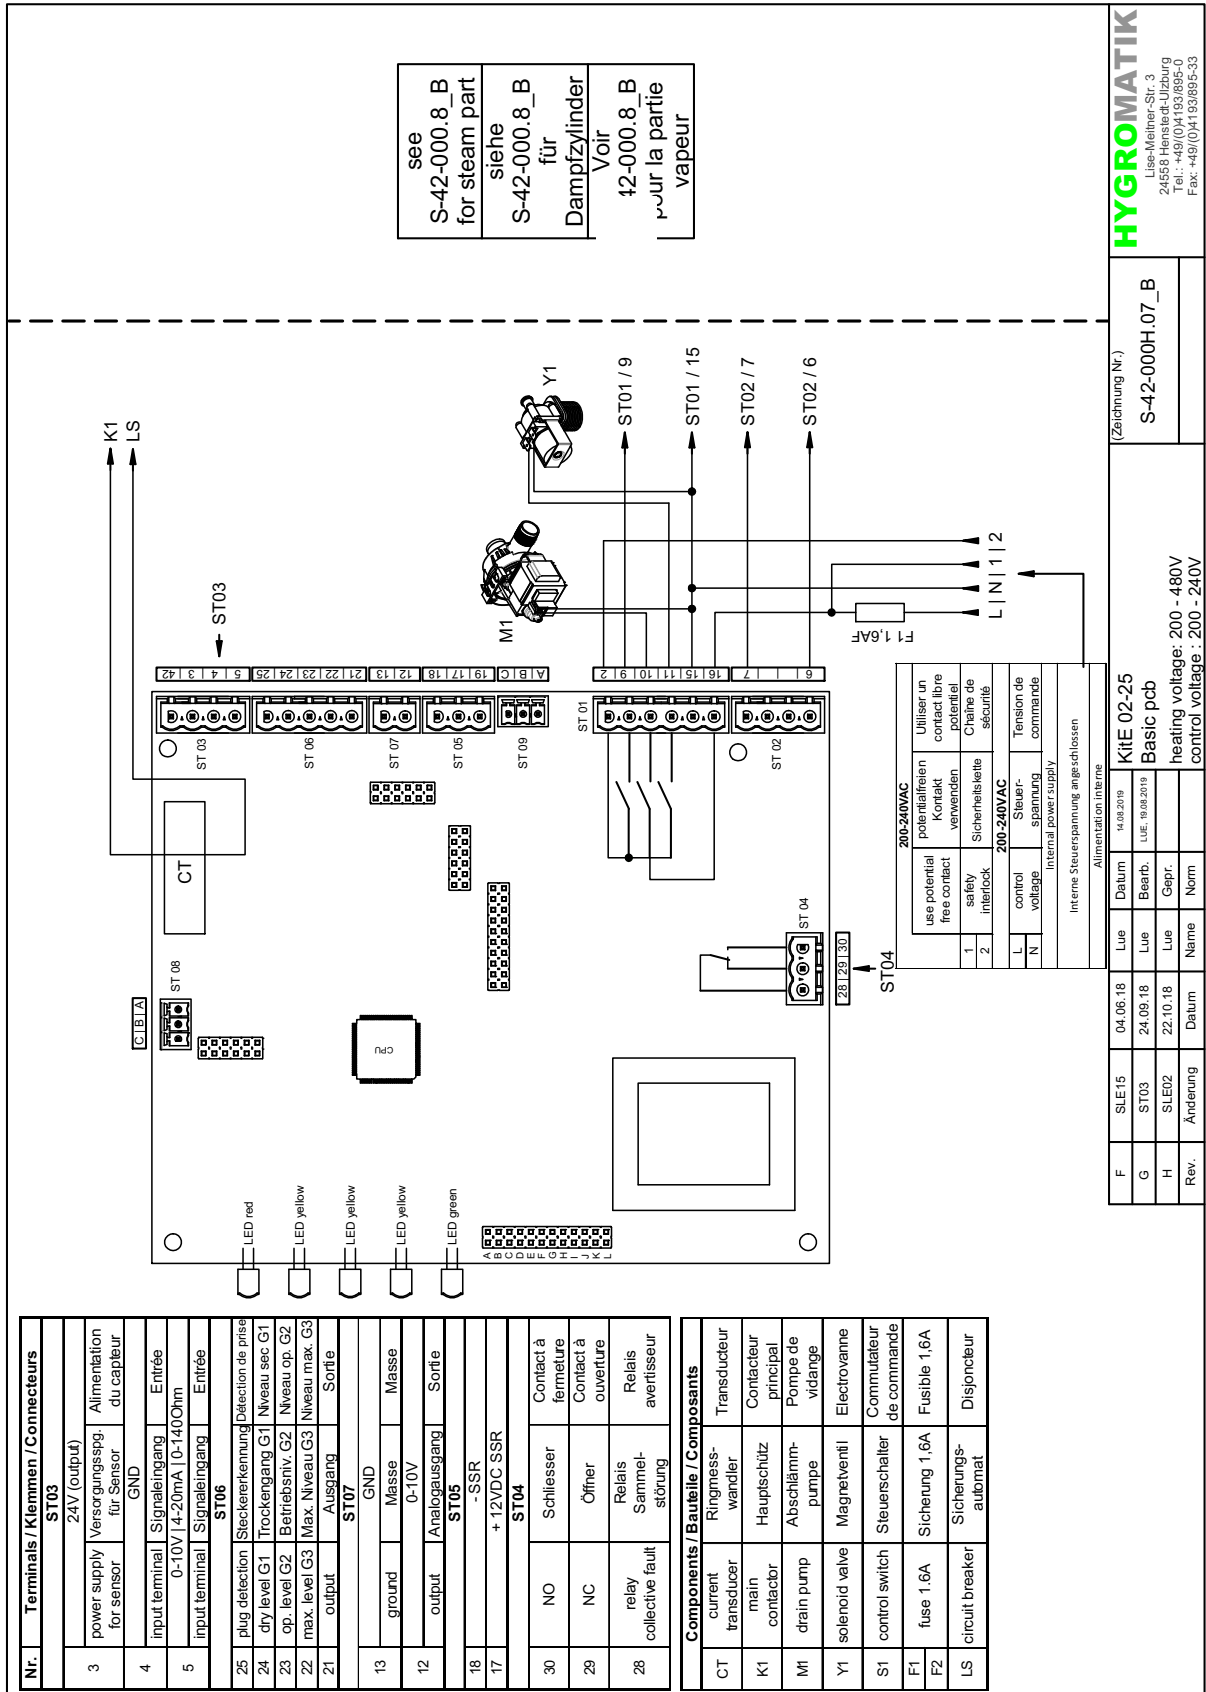 see
S-42-000.8_B
for steam part
siehe
S-42-000.8_B
für
Dampfzylinder
Voir
42-000.8_B
pour la partie
vapeur
K1
LS
ST03
M1
Y1
ST01 / 9
ST01 / 15
ST02 / 7
ST02 / 6
F1 1,6AF
L | N | 1 | 2
CT
C | B | A
ST 08
CPU
42 | 3 | 4 | 5
ST 03
25 | 24 | 23 | 22 | 21
ST 06
13 | 12
ST 07
18 | 17 | 19
ST 05
C | B | A
ST 09
ST 01
2 | 9 | 10 | 11 | 15 | 16
ST 02
7 | | | 6
ST 04
28 | 29 | 30
ST04
LED red
LED yellow
LED yellow
LED yellow
LED green
A
B
C
D
E
F
G
H
I
J
K
L
200-240VAC
use potential free contact
potentialfreien Kontakt verwenden
Utiliser un contact libre potentiel
1
2
safety interlock
Sicherheitskette
Chaîne de sécurité
200-240VAC
L
N
control voltage
Steuer-spannung
Tension de commande
Internal power supply
Interne Steuerspannung angeschlossen
Alimentation interne
Nr. Terminals / Klemmen / Connecteurs
ST03
3 24V (output)
power supply for sensor Versorgungsspg. für Sensor Alimentation du capteur
4 GND
input terminal Signaleingang Entrée
5 0-10V | 4-20mA | 0-140Ohm
input terminal Signaleingang Entrée
ST06
25 plug detection Steckererkennung Détection de prise
24 dry level G1 Trockengang G1 Niveau sec G1
23 op. level G2 Betriebsniv. G2 Niveau op. G2
22 max. level G3 Max. Niveau G3 Niveau max. G3
21 output Ausgang Sortie
ST07
13 GND
ground Masse Masse
12 0-10V
output Analogausgang Sortie
ST05
18 - SSR
17 + 12VDC SSR
ST04
30 NO Schliesser Contact à fermeture
29 NC Öffner Contact à ouverture
28 relay collective fault Relais Sammel-störung Relais avertisseur
Components / Bauteile / Composants
CT current transducer Ringmess-wandler Transducteur
K1 main contactor Hauptschütz Contacteur principal
M1 drain pump Abschlämm-pumpe Pompe de vidange
Y1 solenoid valve Magnetventil Electrovanne
S1 control switch Steuerschalter Commutateur de commande
F1
F2 fuse 1.6A Sicherung 1,6A Fusible 1,6A
LS circuit breaker Sicherungs-automat Disjoncteur
F SLE15 04.06.18 Lue Datum 14.08.2019
G ST03 24.09.18 Lue Bearb. LUE, 19.08.2019
H SLE02 22.10.18 Lue Gepr.
Rev. Änderung Datum Name Norm
KitE 02-25
Basic pcb
heating voltage: 200 - 480V
control voltage : 200 - 240V
(Zeichnung Nr.)
S-42-000H.07_B
HYGROMATIK
Lise-Meitner-Str. 3
24558 Henstedt-Ulzburg
Tel.: +49/(0)4193/895-0
Fax: +49/(0)4193/895-33